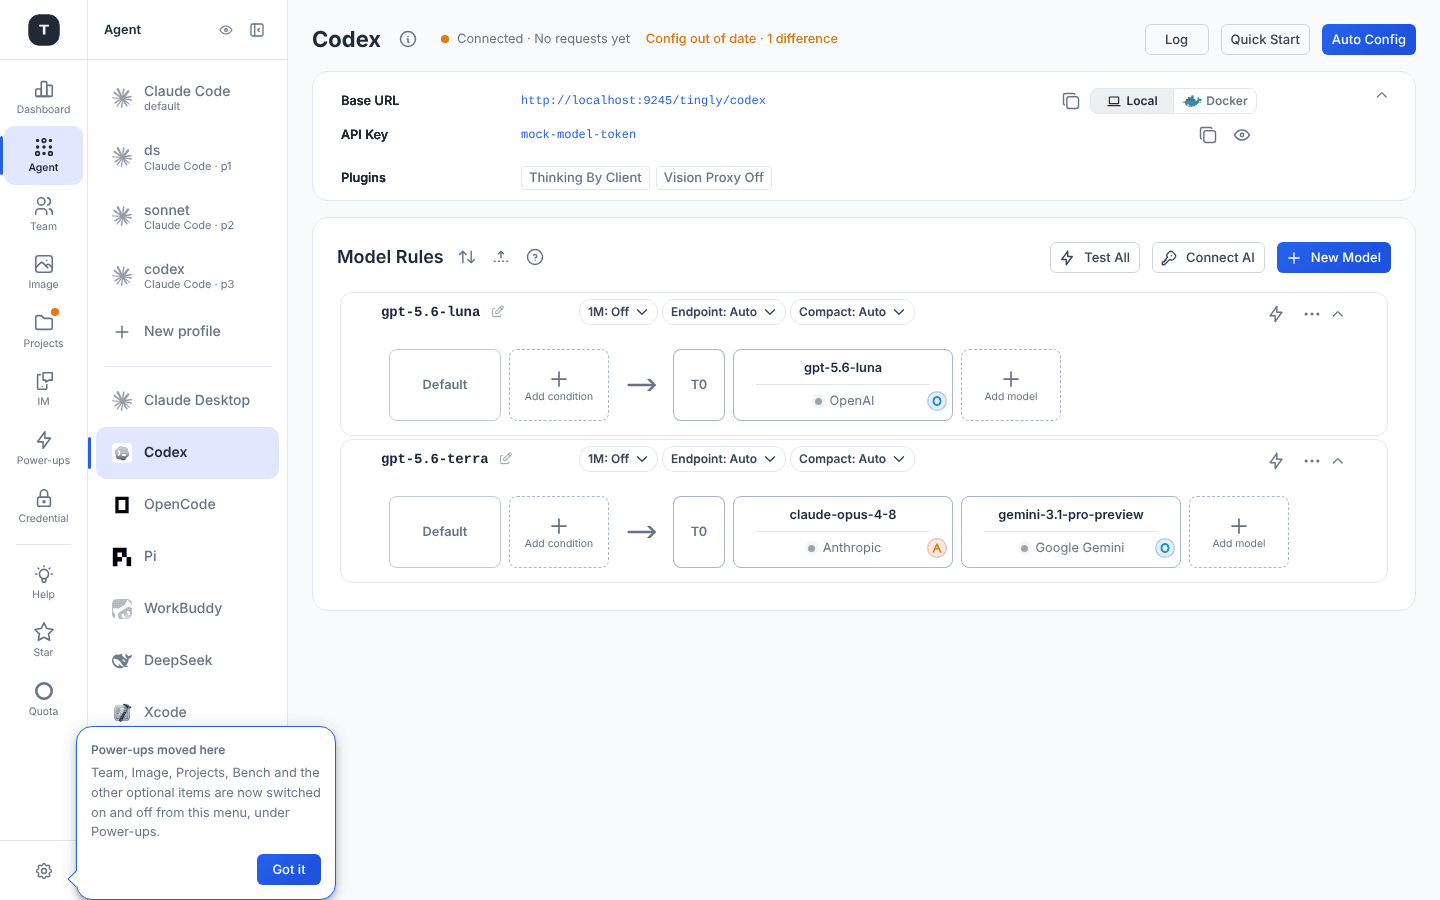 T
Agent
Dashboard
Agent
Team
Image
Projects
IM
Power-ups
Credential
Help
Star
Quota
Claude Code
default
ds
Claude Code · p1
sonnet
Claude Code · p2
codex
Claude Code · p3
New profile
Claude Desktop
Codex
OpenCode
Pi
WorkBuddy
DeepSeek
Xcode
Power-ups moved here
Team, Image, Projects, Bench and the
other optional items are now switched
on and off from this menu, under
Power-ups.
Got it
Codex
Connected · No requests yet
Config out of date · 1 difference
Log
Quick Start
Auto Config
Base URL
http://localhost:9245/tingly/codex
Local
Docker
API Key
mock-model-token
Plugins
Thinking By Client
Vision Proxy Off
Model Rules
Test All
Connect AI
New Model
gpt-5.6-luna
1M: Off
Endpoint: Auto
Compact: Auto
Default
Add condition
T0
gpt-5.6-luna
OpenAI
O
Add model
gpt-5.6-terra
1M: Off
Endpoint: Auto
Compact: Auto
Default
Add condition
T0
claude-opus-4-8
Anthropic
A
gemini-3.1-pro-preview
Google Gemini
O
Add model